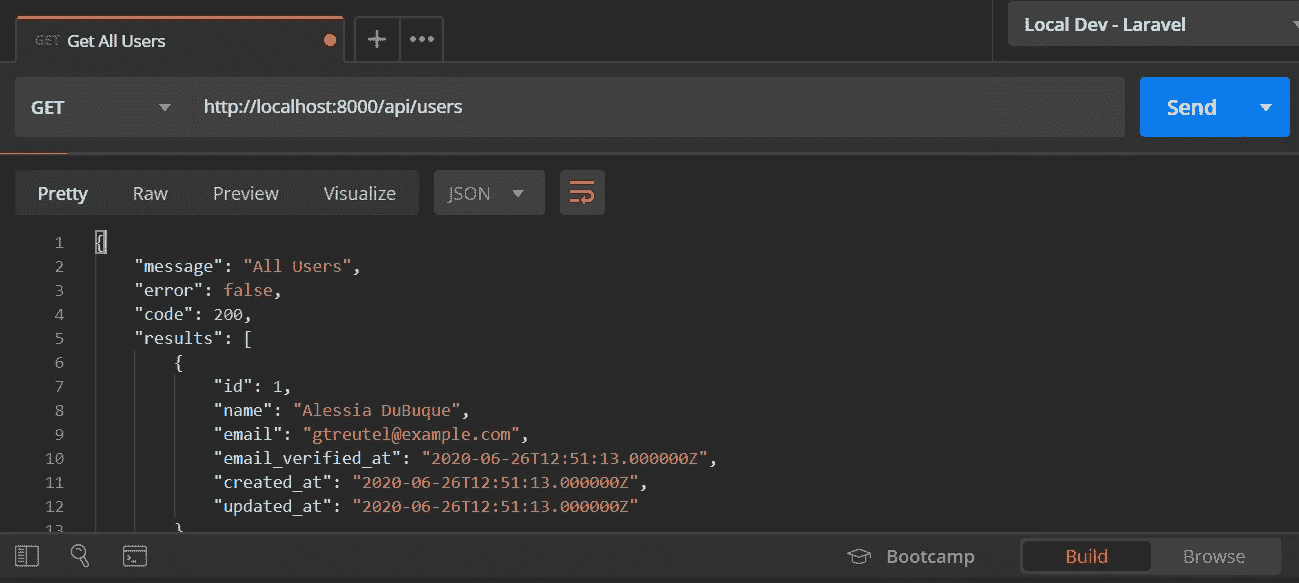 GET Get All Users
Local Dev - Laravel
GET http://localhost:8000/api/users Send
Pretty Raw Preview Visualize JSON
1 {
2 "message": "All Users",
3 "error": false,
4 "code": 200,
5 "results": [
6 {
7 "id": 1,
8 "name": "Alessia DuBuque",
9 "email": "gtreutel@example.com",
10 "email_verified_at": "2020-06-26T12:51:13.000000Z",
11 "created_at": "2020-06-26T12:51:13.000000Z",
12 "updated_at": "2020-06-26T12:51:13.000000Z"
13 }
Bootcamp Build Browse